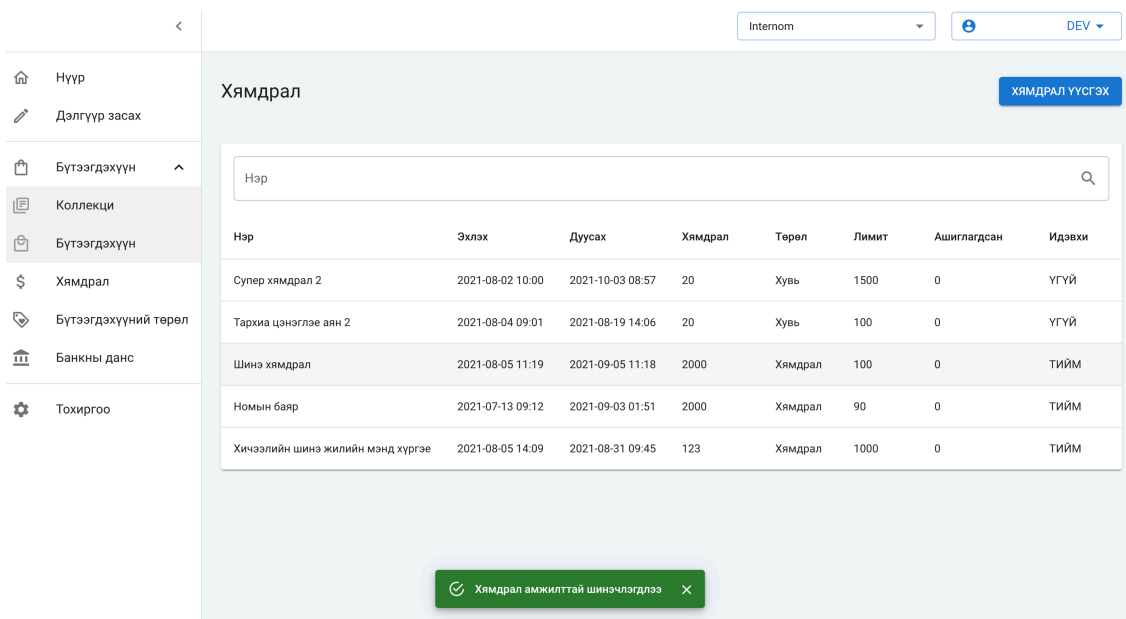 Internom
DEV
Нүүр
Дэлгүүр засах
Бүтээгдэхүүн
Коллекци
Бүтээгдэхүүн
Хямдрал
Бүтээгдэхүүний төрөл
Банкны данс
Тохиргоо
Хямдрал
ХЯМДРАЛ ҮҮСГЭХ
Нэр
Нэр Эхлэх Дуусах Хямдрал Төрөл Лимит Ашиглагдсан Идэвхи
Супер хямдрал 2 2021-08-02 10:00 2021-10-03 08:57 20 Хувь 1500 0 ҮГҮЙ
Тархиа цэнэглэе аян 2 2021-08-04 09:01 2021-08-19 14:06 20 Хувь 100 0 ҮГҮЙ
Шинэ хямдрал 2021-08-05 11:19 2021-09-05 11:18 2000 Хямдрал 100 0 ТИЙМ
Номын баяр 2021-07-13 09:12 2021-09-03 01:51 2000 Хямдрал 90 0 ТИЙМ
Хичээлийн шинэ жилийн мэнд хүргэе 2021-08-05 14:09 2021-08-31 09:45 123 Хямдрал 1000 0 ТИЙМ
Хямдрал амжилттай шинэчлэгдлээ